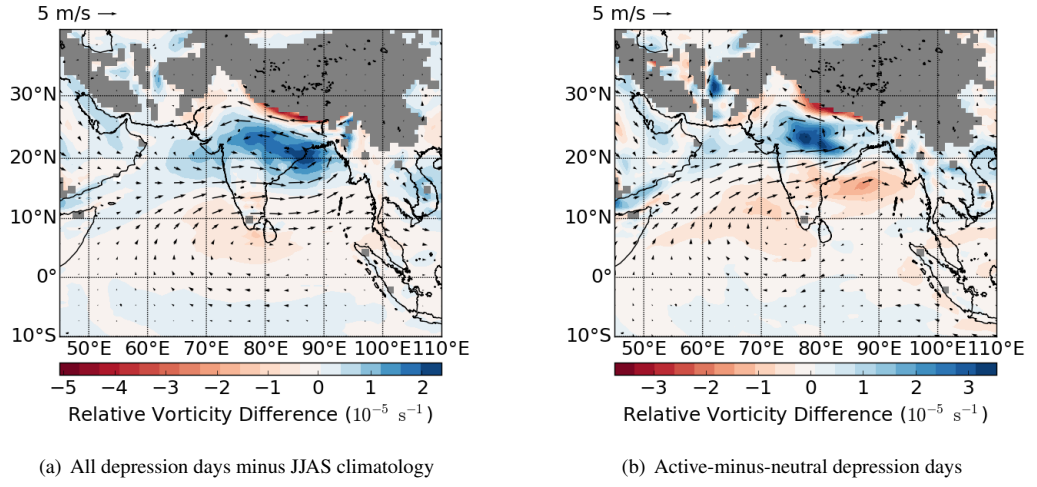 5 m/s
30°N
20°N
10°N
0°
10°S
50°E 60°E 70°E 80°E 90°E 100°E 110°E
−5 −4 −3 −2 −1 0 1 2
Relative Vorticity Difference (10⁻⁵ s⁻¹)
(a) All depression days minus JJAS climatology
5 m/s
30°N
20°N
10°N
0°
10°S
50°E 60°E 70°E 80°E 90°E 100°E 110°E
−3 −2 −1 0 1 2 3
Relative Vorticity Difference (10⁻⁵ s⁻¹)
(b) Active-minus-neutral depression days